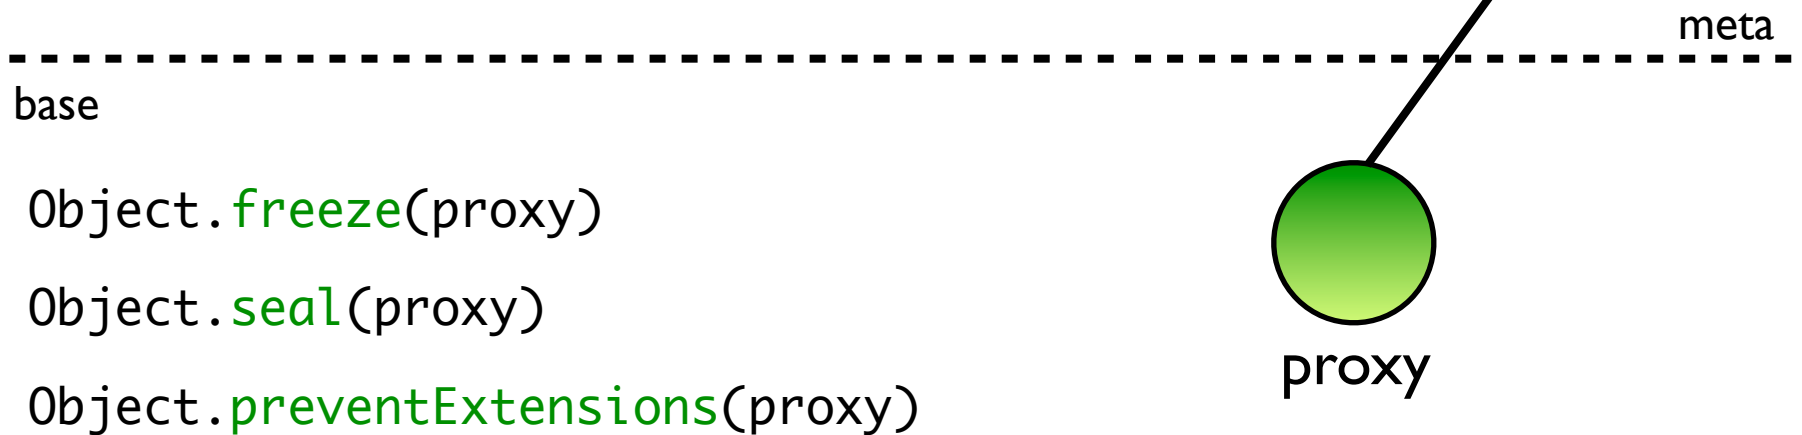 meta
base
Object.freeze(proxy)
Object.seal(proxy)
Object.preventExtensions(proxy)
proxy